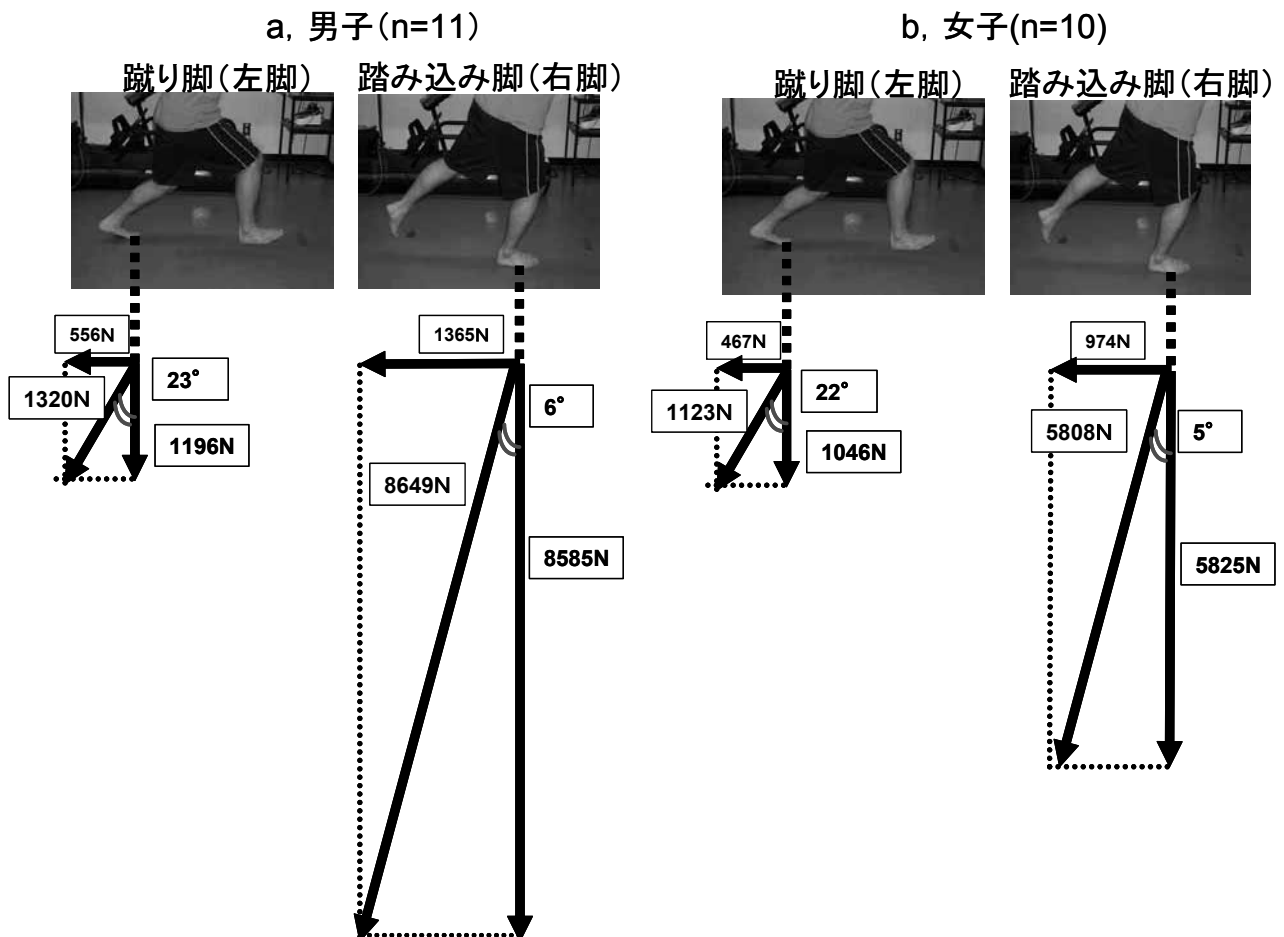 a, 男子（n=11）
蹴り脚（左脚）
踏み込み脚（右脚）
556N
1320N
23°
1196N
1365N
6°
8649N
8585N
b, 女子(n=10)
蹴り脚（左脚）
踏み込み脚（右脚）
467N
1123N
22°
1046N
974N
5808N
5°
5825N